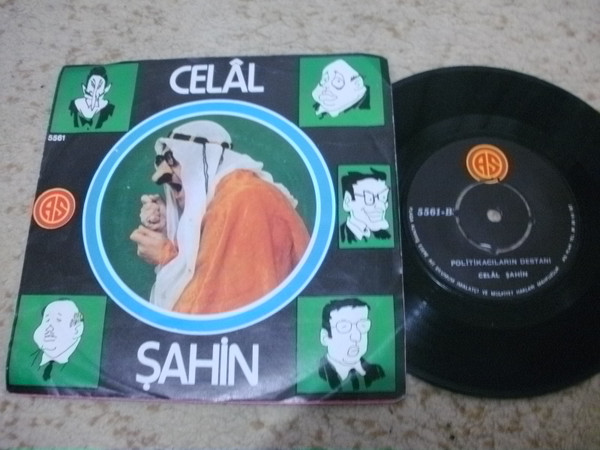 CELÂL
5561
AS
ŞAHİN
AS
5561-B
POLİTİKACILARIN DESTANI
CELÂL ŞAHİN